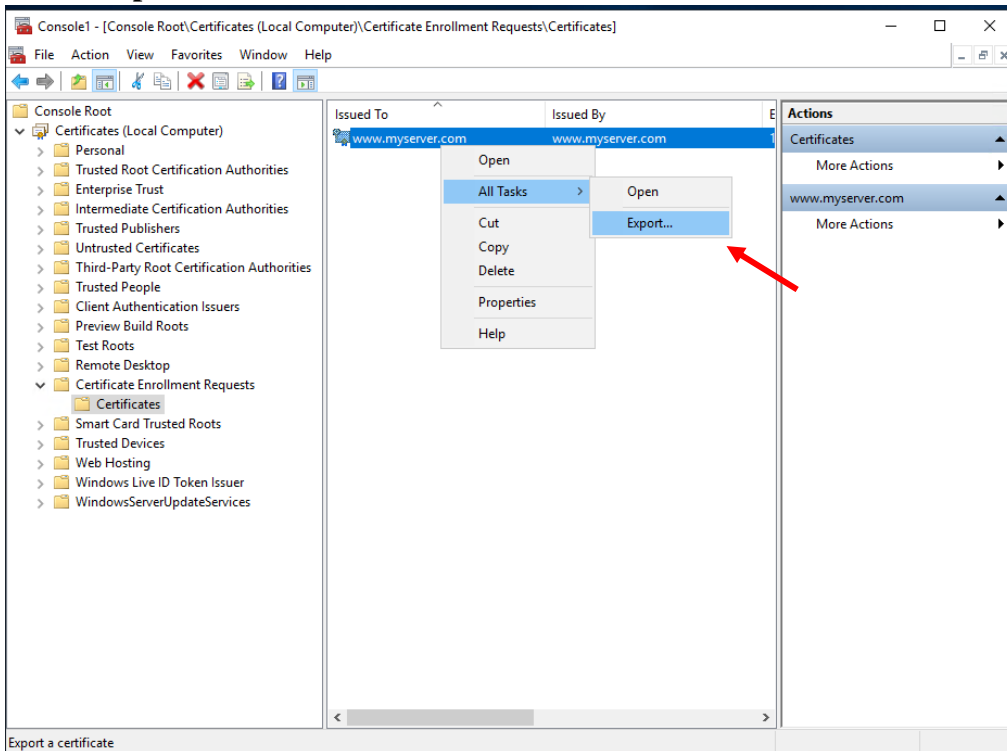 Console1 - [Console Root\Certificates (Local Computer)\Certificate Enrollment Requests\Certificates]
File Action View Favorites Window Help
Console Root
Certificates (Local Computer)
Personal
Trusted Root Certification Authorities
Enterprise Trust
Intermediate Certification Authorities
Trusted Publishers
Untrusted Certificates
Third-Party Root Certification Authorities
Trusted People
Client Authentication Issuers
Preview Build Roots
Test Roots
Remote Desktop
Certificate Enrollment Requests
Certificates
Smart Card Trusted Roots
Trusted Devices
Web Hosting
Windows Live ID Token Issuer
WindowsServerUpdateServices
Issued To Issued By E
www.myserver.com www.myserver.com 1
Open
All Tasks
Cut
Copy
Delete
Properties
Help
Open
Export...
Actions
Certificates
More Actions
www.myserver.com
More Actions
Export a certificate